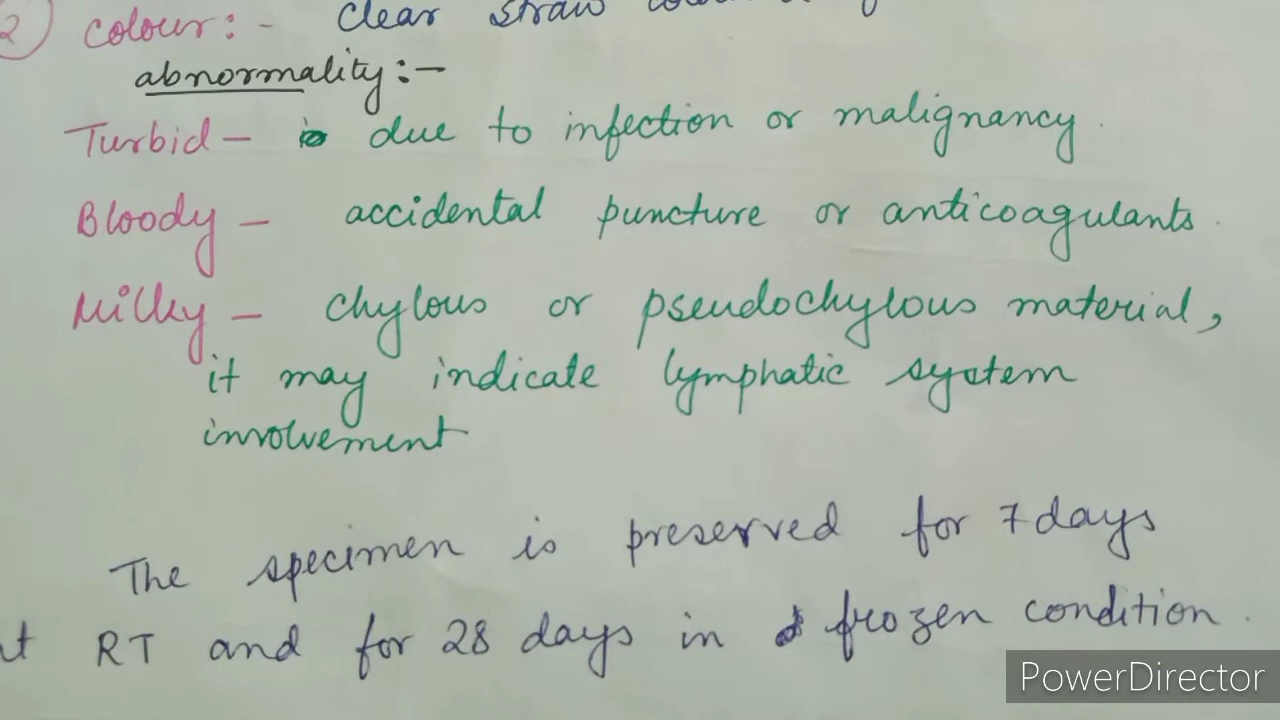 2 Colour:- Clear straw
abnormality:-
Turbid - due to infection or malignancy.
Bloody - accidental puncture or anticoagulants.
Milky - chylous or pseudochylous material,
it may indicate lymphatic system
involvement
The specimen is preserved for 7 days
at RT and for 28 days in frozen condition.
PowerDirector